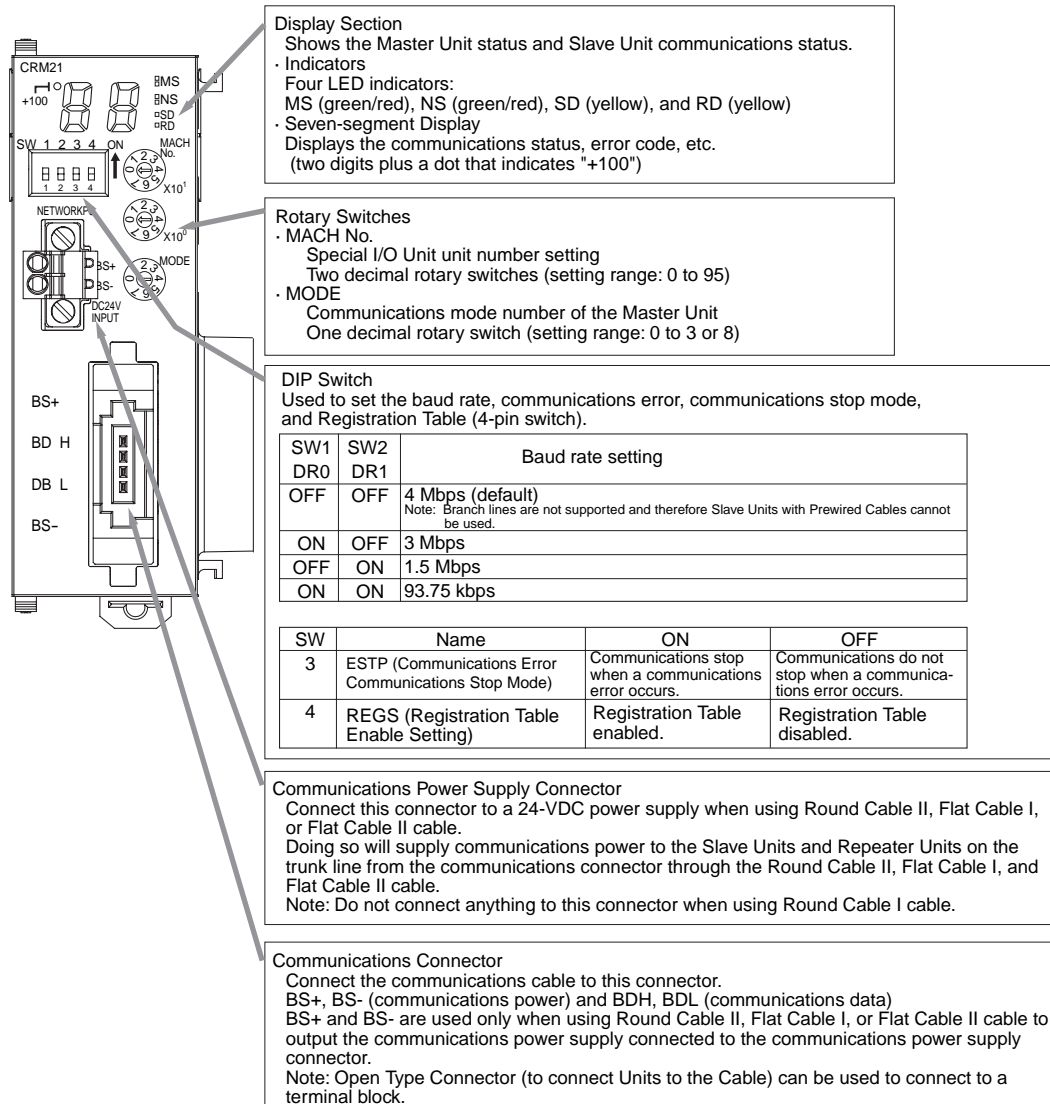 CRM21
+100
MS
NS
SD
RD
SW 1 2 3 4 ON
MACH
No.
1 2 3 4
X10¹
NETWORKPS
X10⁰
BS+
MODE
BS-
DC24V
INPUT
BS+
BD H
DB L
BS–
Display Section
Shows the Master Unit status and Slave Unit communications status.
· Indicators
Four LED indicators:
MS (green/red), NS (green/red), SD (yellow), and RD (yellow)
· Seven-segment Display
Displays the communications status, error code, etc.
(two digits plus a dot that indicates "+100")
Rotary Switches
· MACH No.
Special I/O Unit unit number setting
Two decimal rotary switches (setting range: 0 to 95)
· MODE
Communications mode number of the Master Unit
One decimal rotary switch (setting range: 0 to 3 or 8)
DIP Switch
Used to set the baud rate, communications error, communications stop mode,
and Registration Table (4-pin switch).
SW1 SW2 Baud rate setting
DR0 DR1
OFF OFF 4 Mbps (default)
Note: Branch lines are not supported and therefore Slave Units with Prewired Cables cannot
be used.
ON OFF 3 Mbps
OFF ON 1.5 Mbps
ON ON 93.75 kbps
SW Name ON OFF
3 ESTP (Communications Error Communications Stop Mode) Communications stop when a communications error occurs. Communications do not stop when a communica-tions error occurs.
4 REGS (Registration Table Enable Setting) Registration Table enabled. Registration Table disabled.
Communications Power Supply Connector
Connect this connector to a 24-VDC power supply when using Round Cable II, Flat Cable I,
or Flat Cable II cable.
Doing so will supply communications power to the Slave Units and Repeater Units on the
trunk line from the communications connector through the Round Cable II, Flat Cable I, and
Flat Cable II cable.
Note: Do not connect anything to this connector when using Round Cable I cable.
Communications Connector
Connect the communications cable to this connector.
BS+, BS- (communications power) and BDH, BDL (communications data)
BS+ and BS- are used only when using Round Cable II, Flat Cable I, or Flat Cable II cable to
output the communications power supply connected to the communications power supply
connector.
Note: Open Type Connector (to connect Units to the Cable) can be used to connect to a
terminal block.